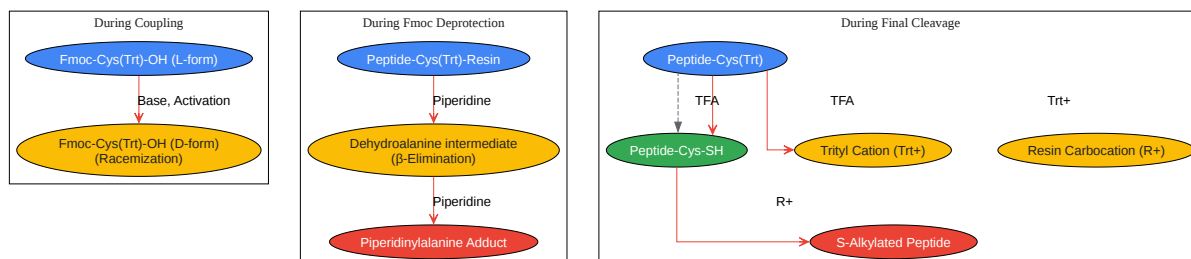 During Coupling
Fmoc-Cys(Trt)-OH (L-form)
Base, Activation
Fmoc-Cys(Trt)-OH (D-form)
(Racemization)
During Fmoc Deprotection
Peptide-Cys(Trt)-Resin
Piperidine
Dehydroalanine intermediate
(β-Elimination)
Piperidine
Piperidinylalanine Adduct
During Final Cleavage
Peptide-Cys(Trt)
TFA
TFA
Trt+
Peptide-Cys-SH
Trityl Cation (Trt+)
Resin Carbocation (R+)
R+
S-Alkylated Peptide